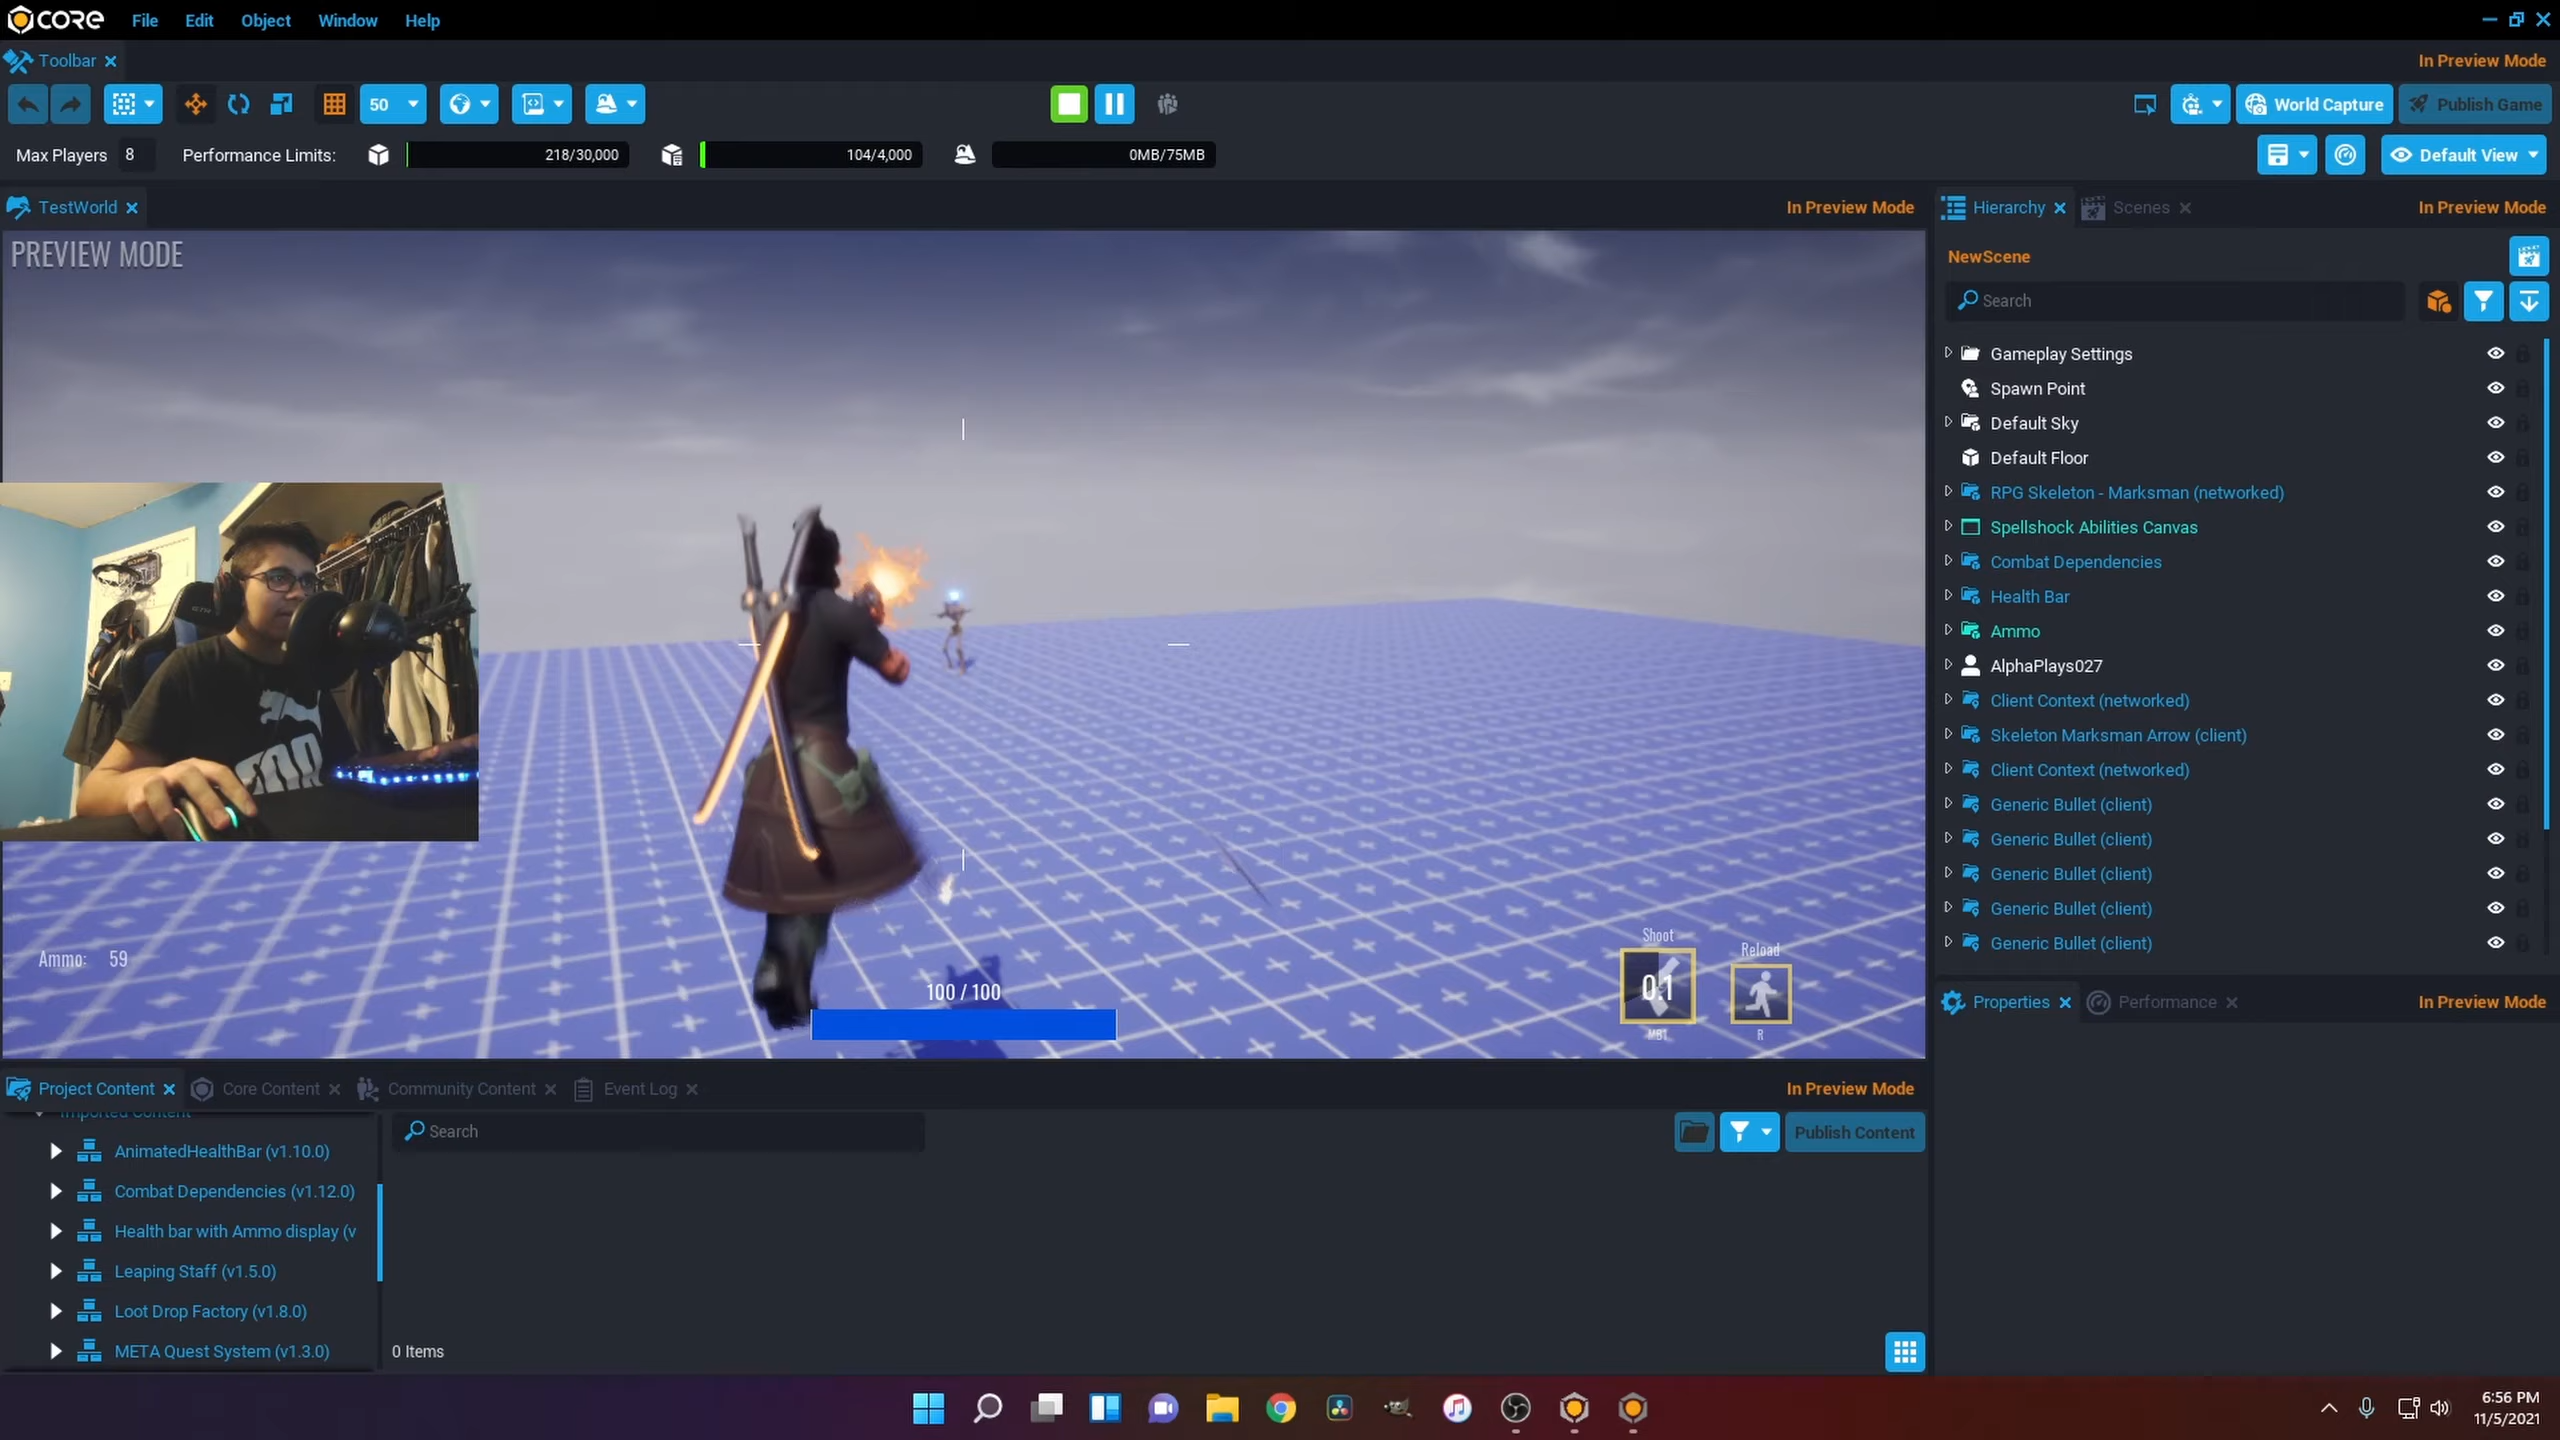 CORE File Edit Object Window Help
Toolbar In Preview Mode
50 World Capture Publish Game
Max Players 8 Performance Limits: 218/30,000 104/4,000 0MB/75MB Default View
TestWorld In Preview Mode
Hierarchy Scenes In Preview Mode
PREVIEW MODE
NewScene
Search
Gameplay Settings
Spawn Point
Default Sky
Default Floor
RPG Skeleton - Marksman (networked)
Spellshock Abilities Canvas
Combat Dependencies
Health Bar
Ammo
AlphaPlays027
Client Context (networked)
Skeleton Marksman Arrow (client)
Client Context (networked)
Generic Bullet (client)
Generic Bullet (client)
Generic Bullet (client)
Generic Bullet (client)
Generic Bullet (client)
Ammo: 59
100 / 100
Shoot
0.1
Reload
R
Properties Performance In Preview Mode
Project Content Core Content Community Content Event Log In Preview Mode
Imported Content
Search
Publish Content
AnimatedHealthBar (v1.10.0)
Combat Dependencies (v1.12.0)
Health bar with Ammo display (v
Leaping Staff (v1.5.0)
Loot Drop Factory (v1.8.0)
META Quest System (v1.3.0)
0 Items
6:56 PM
11/5/2021